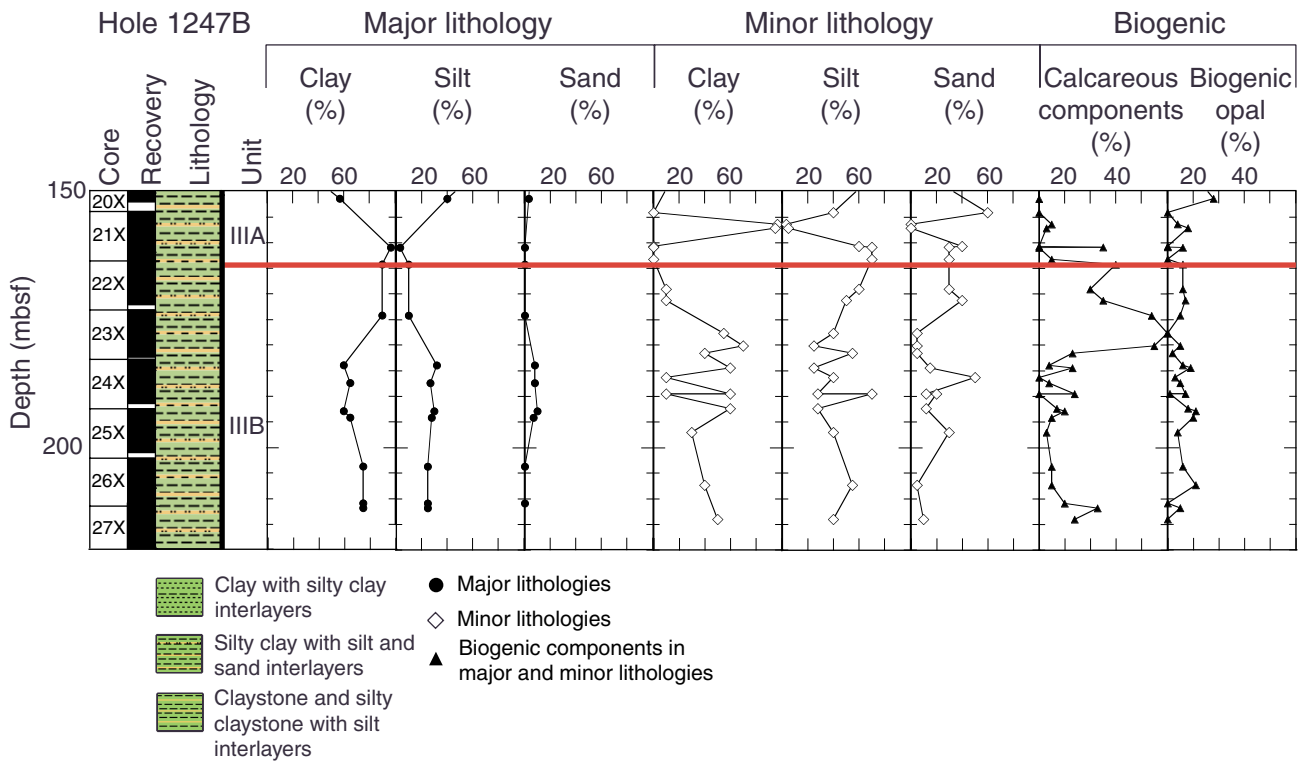 Hole 1247B
Major lithology
Minor lithology
Biogenic
Core
Recovery
Lithology
Unit
Clay
(%)
Silt
(%)
Sand
(%)
Clay
(%)
Silt
(%)
Sand
(%)
Calcareous
components
(%)
Biogenic
opal
(%)
20 60 20 60 20 60 20 60 20 60 20 60 20 40 20 40
Depth (mbsf)
150
200
20X
21X
22X
23X
24X
25X
26X
27X
IIIA
IIIB
Clay with silty clay
interlayers
Silty clay with silt and
sand interlayers
Claystone and silty
claystone with silt
interlayers
Major lithologies
Minor lithologies
Biogenic components in
major and minor lithologies